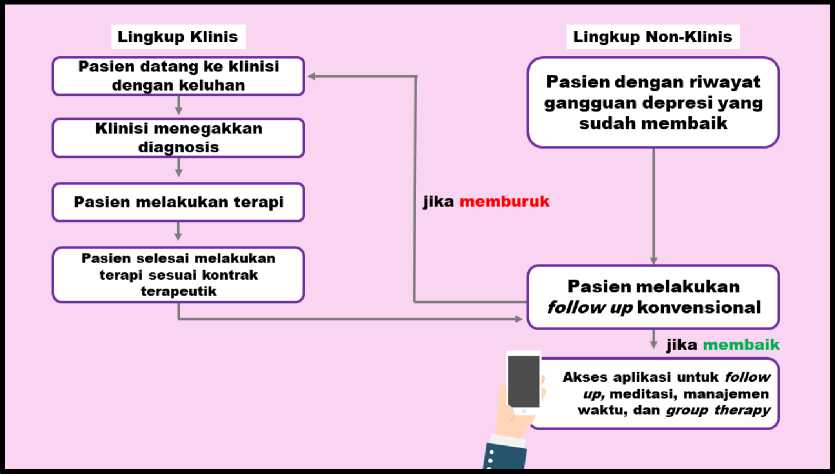 Lingkup Klinis
Pasien datang ke klinisi
dengan keluhan
Klinisi menegakkan
diagnosis
Pasien melakukan terapi
Pasien selesai melakukan
terapi sesuai kontrak
terapeutik
jika memburuk
Lingkup Non-Klinis
Pasien dengan riwayat
gangguan depresi yang
sudah membaik
Pasien melakukan
follow up konvensional
jika membaik
Akses aplikasi untuk follow
up, meditasi, manajemen
waktu, dan group therapy